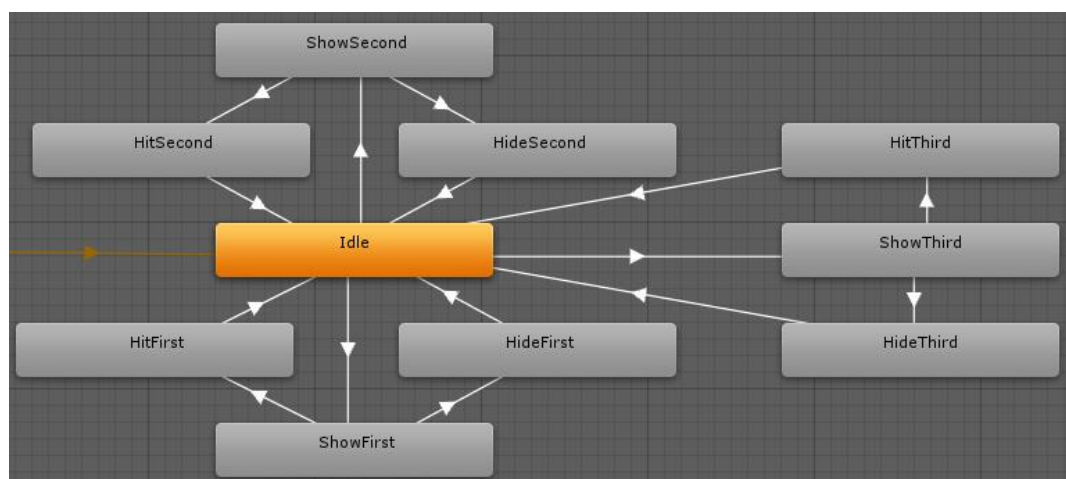 ShowSecond
HitSecond
HideSecond
HitThird
Idle
ShowThird
HitFirst
HideFirst
HideThird
ShowFirst